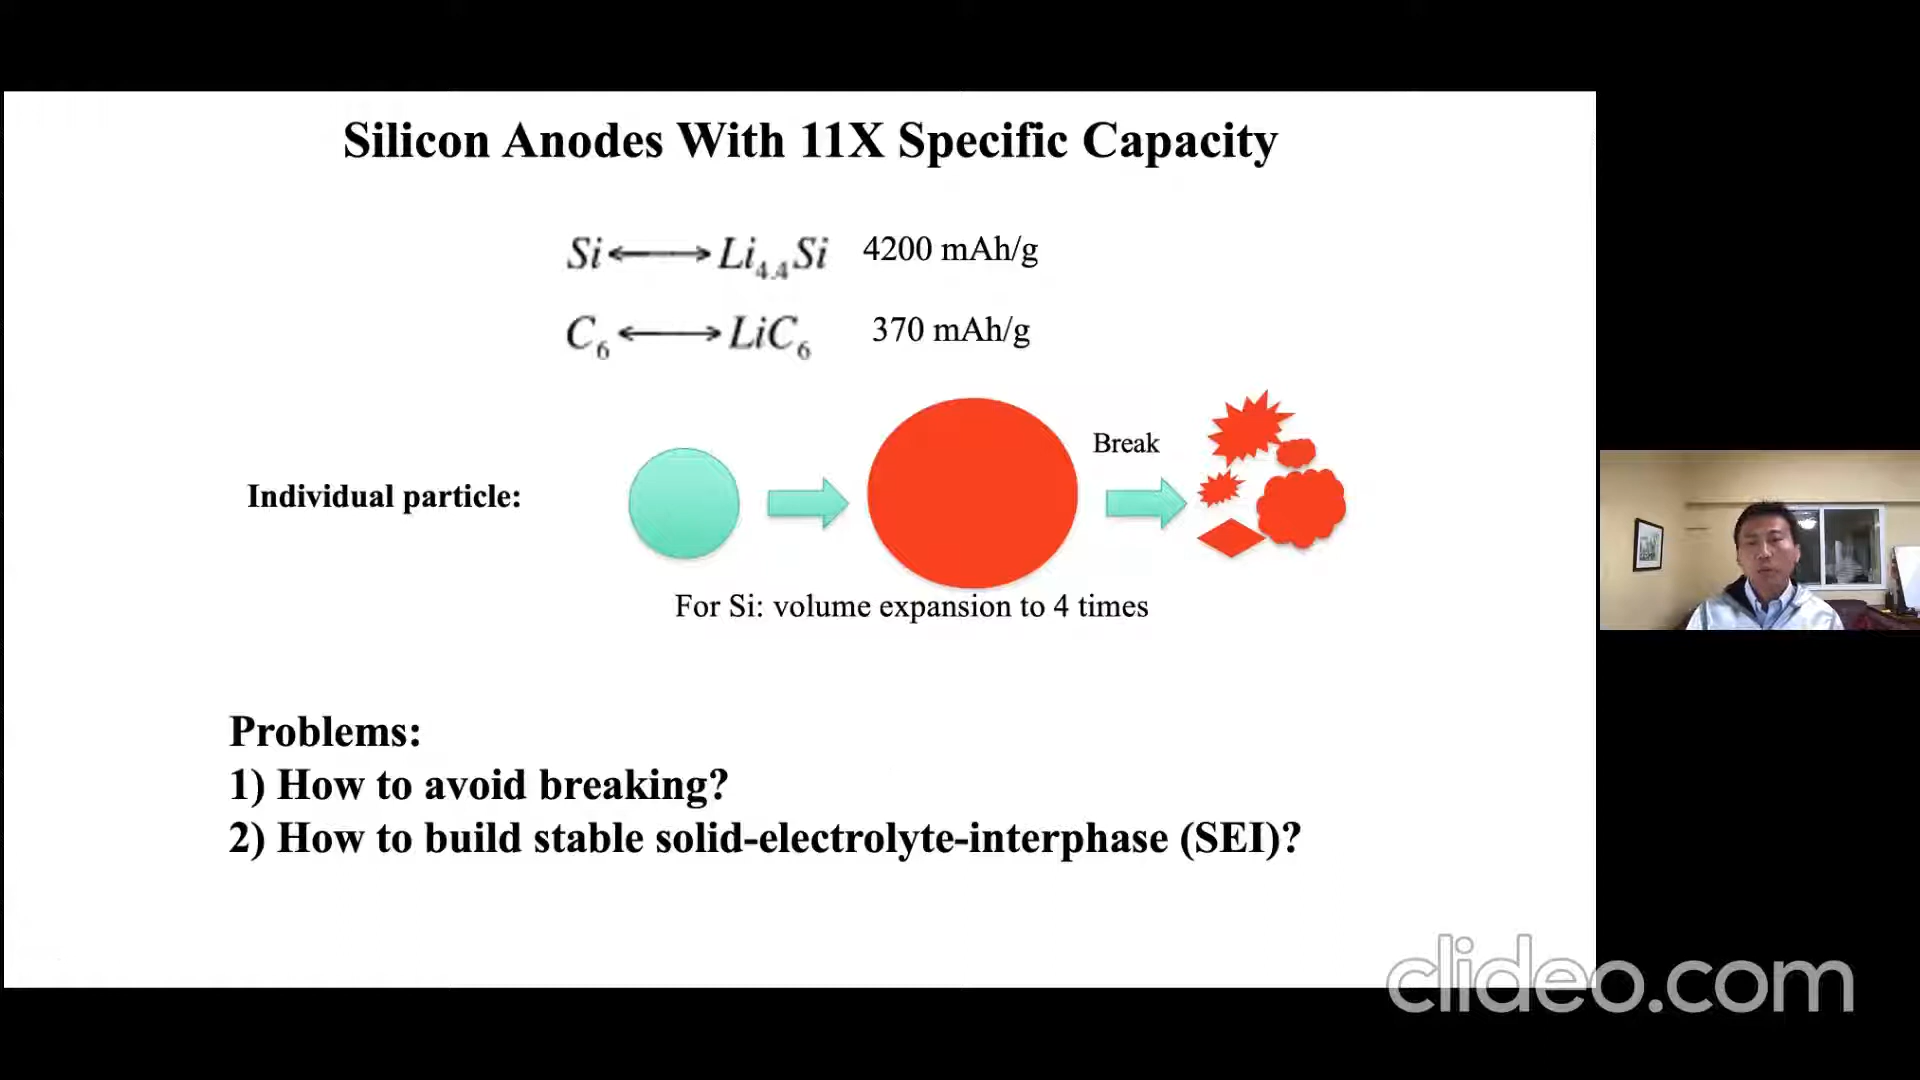 Silicon Anodes With 11X Specific Capacity
Si ⟷ Li4.4Si 4200 mAh/g
C6 ⟷ LiC6 370 mAh/g
Break
Individual particle:
For Si: volume expansion to 4 times
Problems:
1) How to avoid breaking?
2) How to build stable solid-electrolyte-interphase (SEI)?
clideo.com